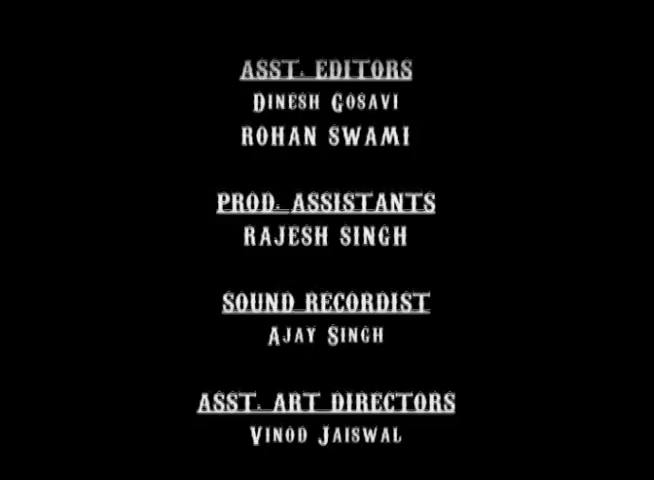 ASST. EDITORS
Dinesh Gosavi
ROHAN SWAMI
PROD. ASSISTANTS
RAJESH SINGH
SOUND RECORDIST
Ajay Singh
ASST. ART DIRECTORS
Vinod Jaiswal